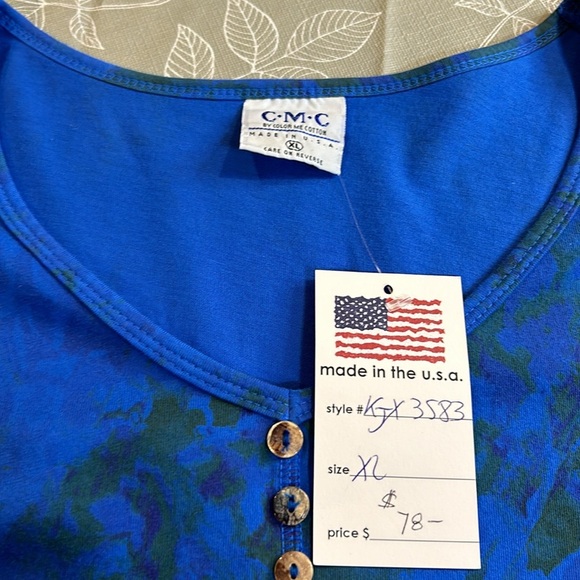 C·M·C
BY COLOR ME COTTON
MADE IN U.S.A.
XL
CARE ON REVERSE
made in the u.s.a.
style # KJX 3583
size XL
$
price $ 78-